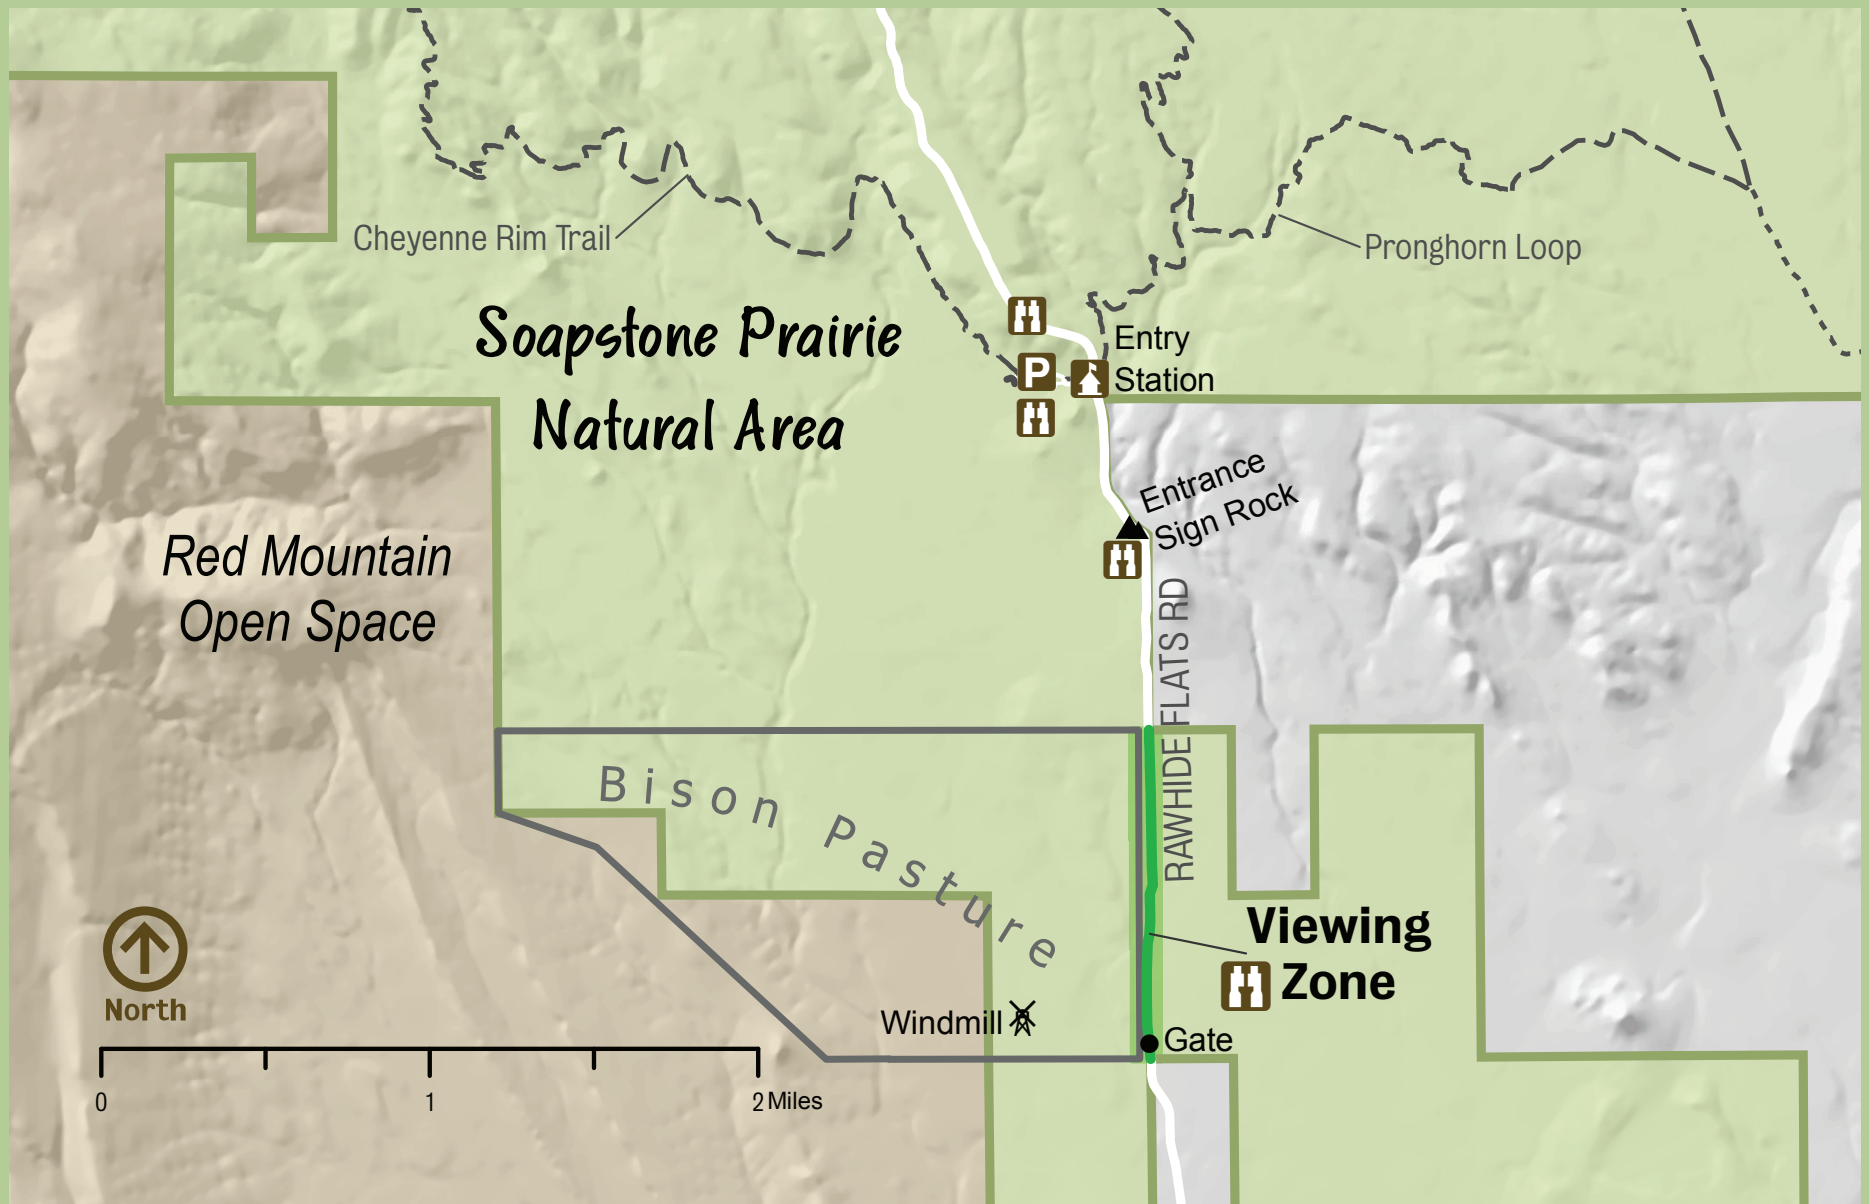 Cheyenne Rim Trail
Pronghorn Loop
Soapstone Prairie
Natural Area
P
Entry
Station
Entrance
Sign Rock
Red Mountain
Open Space
RAWHIDE FLATS RD
Bison Pasture
Viewing
Zone
Windmill
Gate
North
0 1 2 Miles